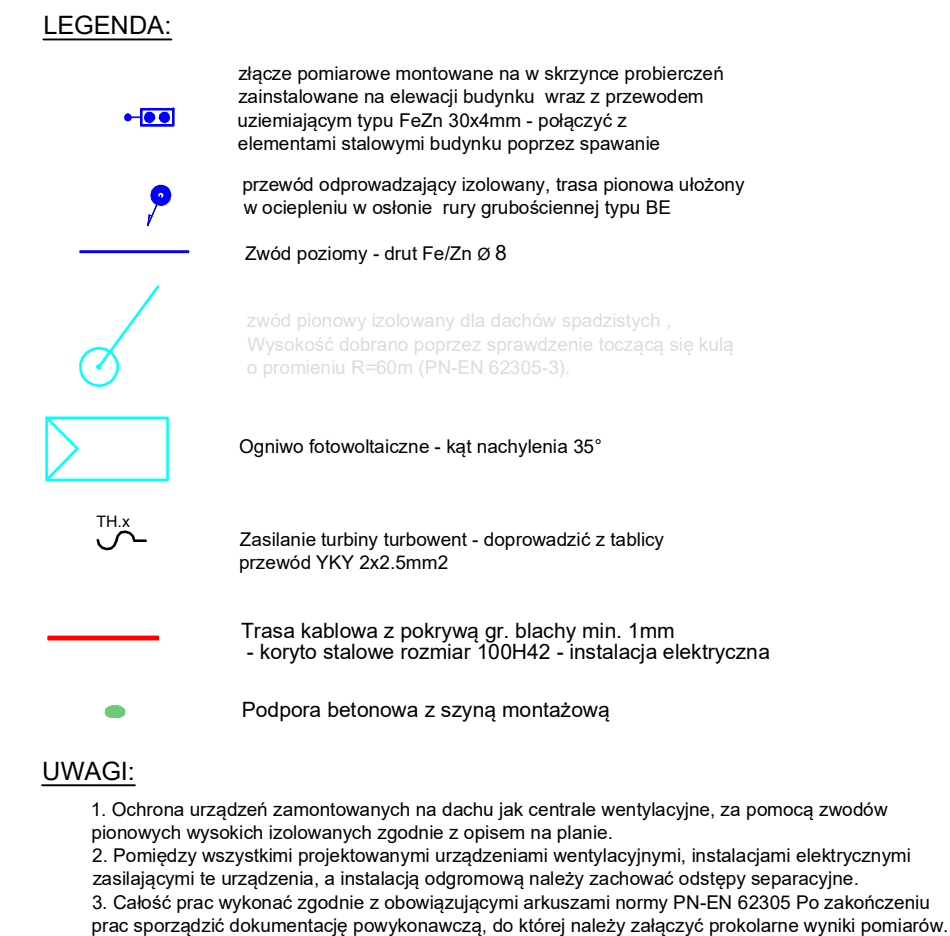 LEGENDA:
złącze pomiarowe montowane na w skrzynce probierczeń
zainstalowane na elewacji budynku wraz z przewodem
uziemiającym typu FeZn 30x4mm - połączyć z
elementami stalowymi budynku poprzez spawanie
przewód odprowadzający izolowany, trasa pionowa ułożony
w ociepleniu w osłonie rury grubościennej typu BE
Zwód poziomy - drut Fe/Zn Ø 8
zwód pionowy izolowany dla dachów spadzistych ,
Wysokość dobrano poprzez sprawdzenie toczącą się kulą
o promieniu R=60m (PN-EN 62305-3).
Ogniwo fotowoltaiczne - kąt nachylenia 35°
TH.x
Zasilanie turbiny turbowent - doprowadzić z tablicy
przewód YKY 2x2.5mm2
Trasa kablowa z pokrywą gr. blachy min. 1mm
- koryto stalowe rozmiar 100H42 - instalacja elektryczna
Podpora betonowa z szyną montażową
UWAGI:
1. Ochrona urządzeń zamontowanych na dachu jak centrale wentylacyjne, za pomocą zwodów
pionowych wysokich izolowanych zgodnie z opisem na planie.
2. Pomiędzy wszystkimi projektowanymi urządzeniami wentylacyjnymi, instalacjami elektrycznymi
zasilającymi te urządzenia, a instalacją odgromową należy zachować odstępy separacyjne.
3. Całość prac wykonać zgodnie z obowiązującymi arkuszami normy PN-EN 62305 Po zakończeniu
prac sporządzić dokumentację powykonawczą, do której należy załączyć prokolarne wyniki pomiarów.